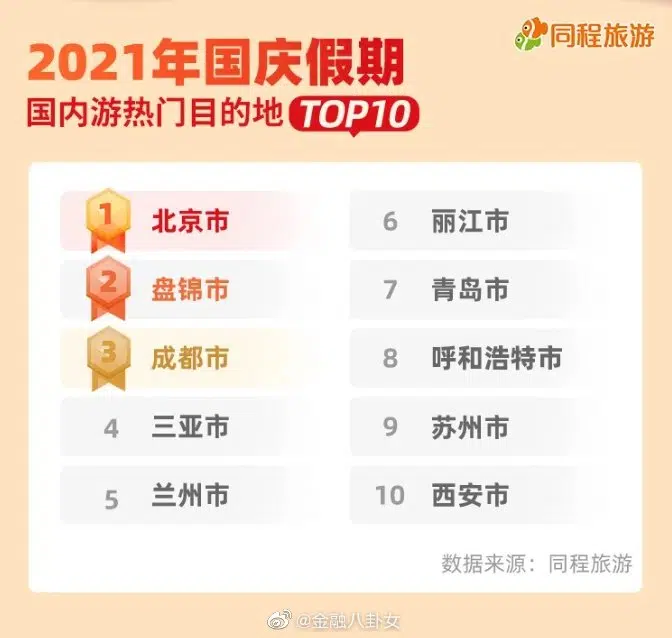 同程旅游
2021年国庆假期
国内游热门目的地 TOP10
1 北京市
2 盘锦市
3 成都市
4 三亚市
5 兰州市
6 丽江市
7 青岛市
8 呼和浩特市
9 苏州市
10 西安市
数据来源：同程旅游
@金融八卦女